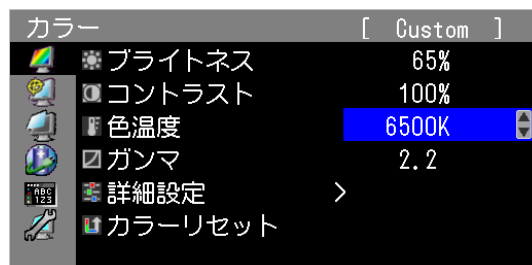 カラー [ Custom ]
ブライトネス 65%
コントラスト 100%
色温度 6500K
ガンマ 2.2
詳細設定 >
カラーリセット
ABC
123